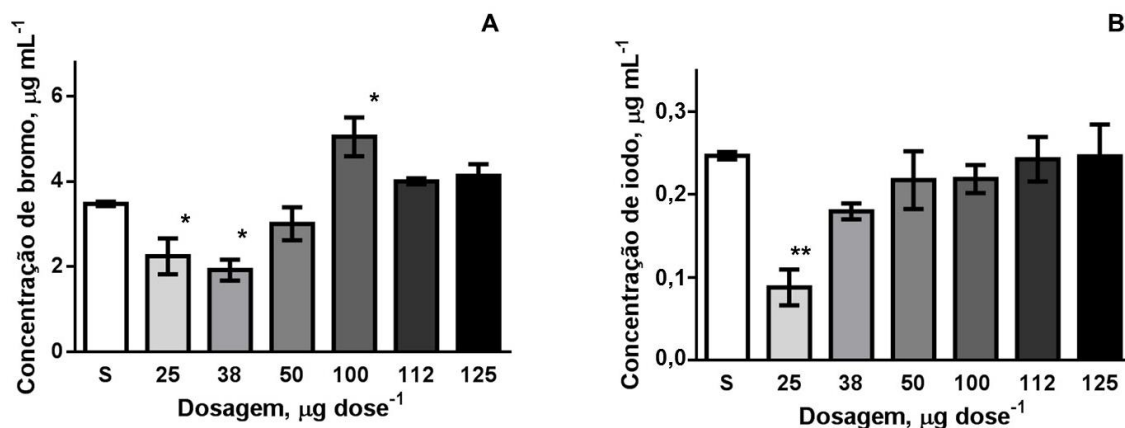 A
Concentração de bromo, µg mL⁻¹
6
4
2
0
*
*
*
S 25 38 50 100 112 125
Dosagem, µg dose⁻¹
B
Concentração de iodo, µg mL⁻¹
0,3
0,2
0,1
0,0
**
S 25 38 50 100 112 125
Dosagem, µg dose⁻¹